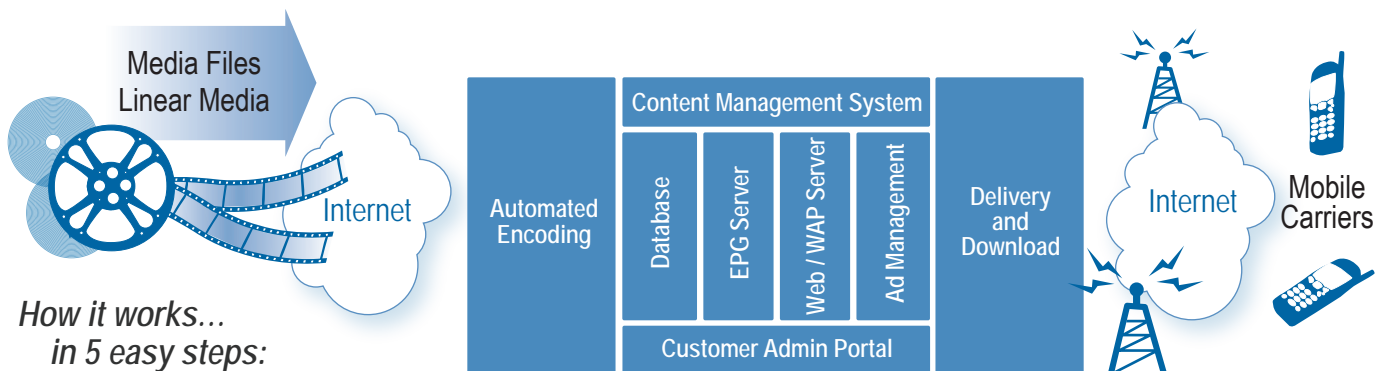 Media Files
Linear Media
Internet
How it works...
in 5 easy steps:
Automated
Encoding
Content Management System
Database
EPG Server
Web / WAP Server
Ad Management
Customer Admin Portal
Delivery
and
Download
Internet
Mobile
Carriers